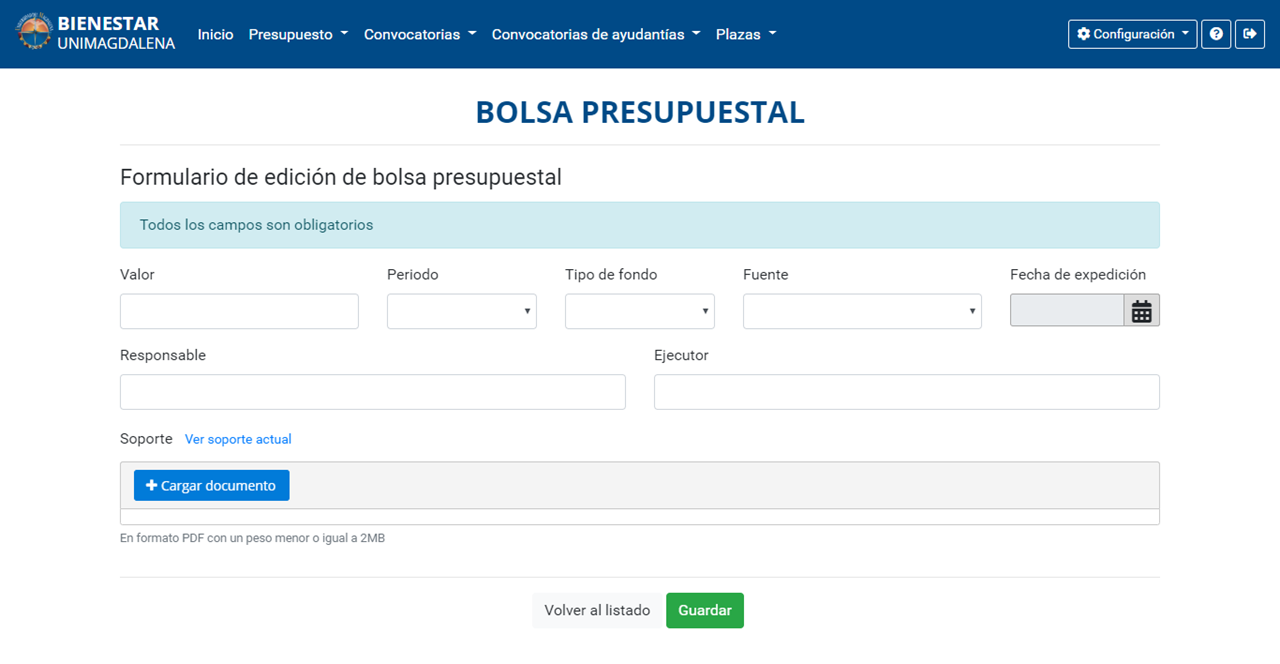 BIENESTAR
UNIMAGDALENA
Inicio Presupuesto Convocatorias Convocatorias de ayudantías Plazas Configuración
BOLSA PRESUPUESTAL
Formulario de edición de bolsa presupuestal
Todos los campos son obligatorios
Valor Periodo Tipo de fondo Fuente Fecha de expedición
Responsable Ejecutor
Soporte Ver soporte actual
Cargar documento
En formato PDF con un peso menor o igual a 2MB
Volver al listado Guardar